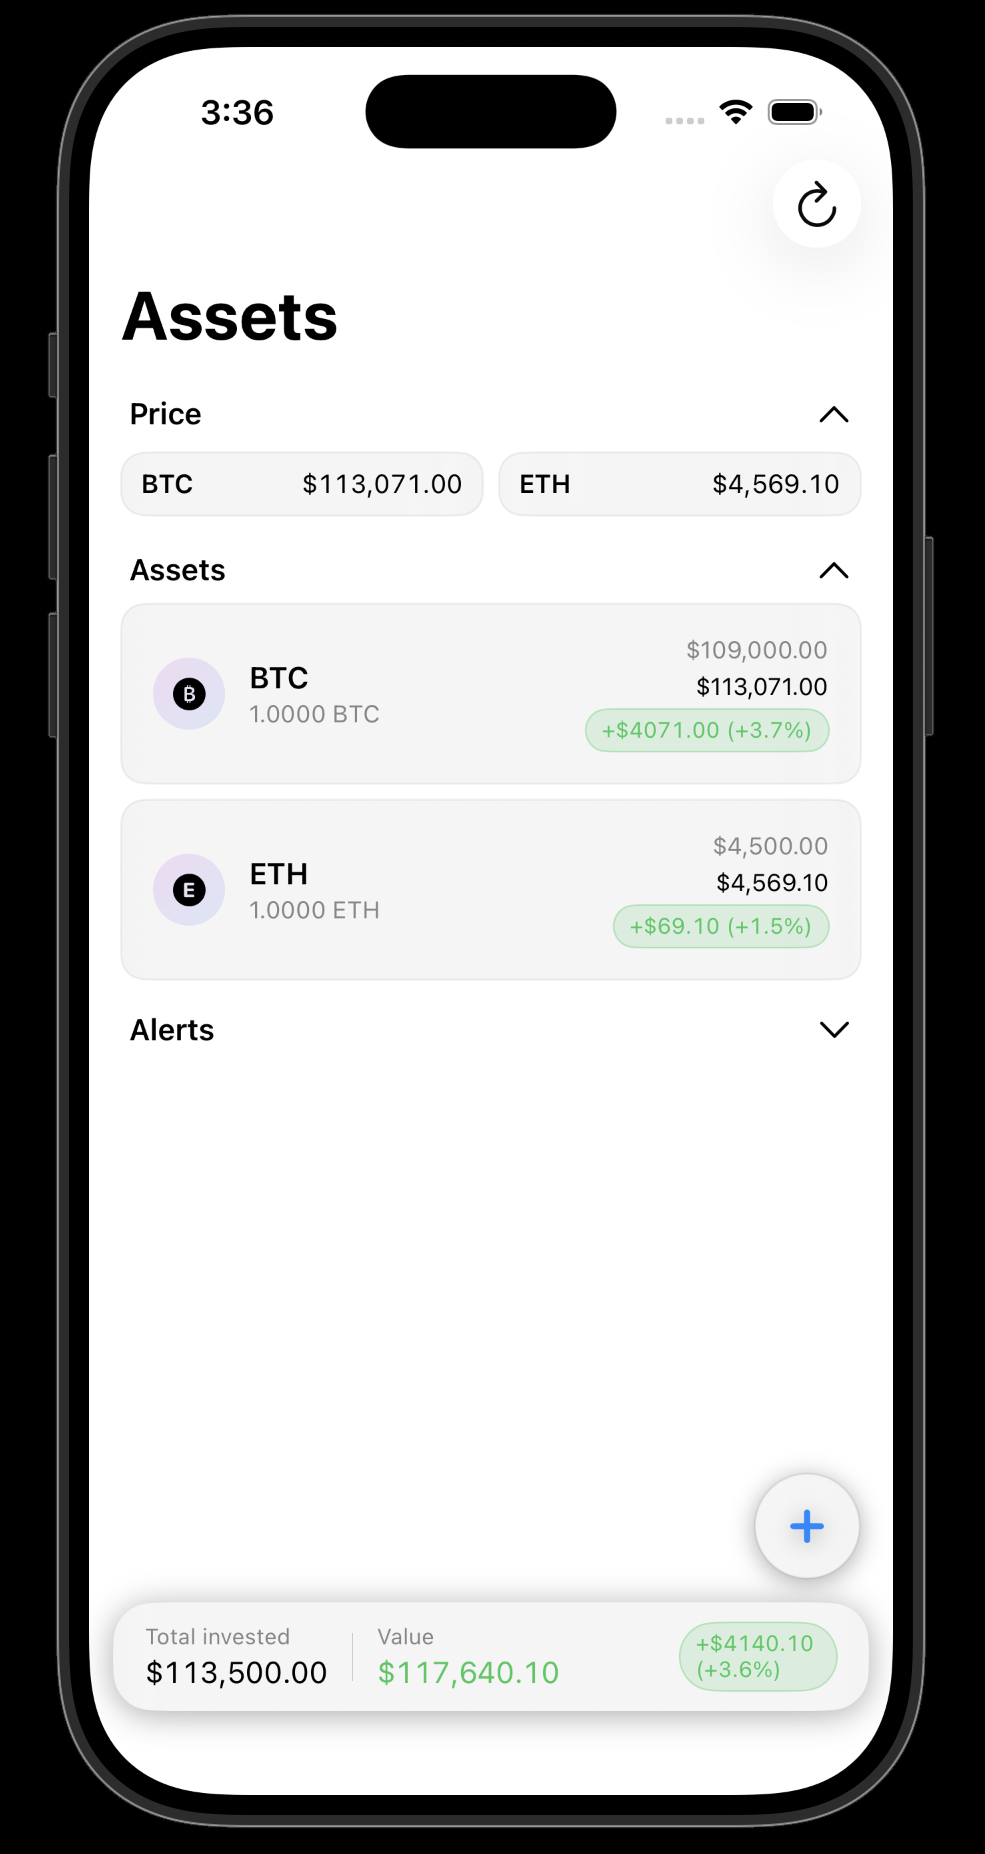 3:36
Assets
Price
BTC $113,071.00 ETH $4,569.10
Assets
$109,000.00
BTC $113,071.00
1.0000 BTC +$4071.00 (+3.7%)
$4,500.00
ETH $4,569.10
1.0000 ETH +$69.10 (+1.5%)
Alerts
Total invested Value +$4140.10
$113,500.00 $117,640.10 (+3.6%)